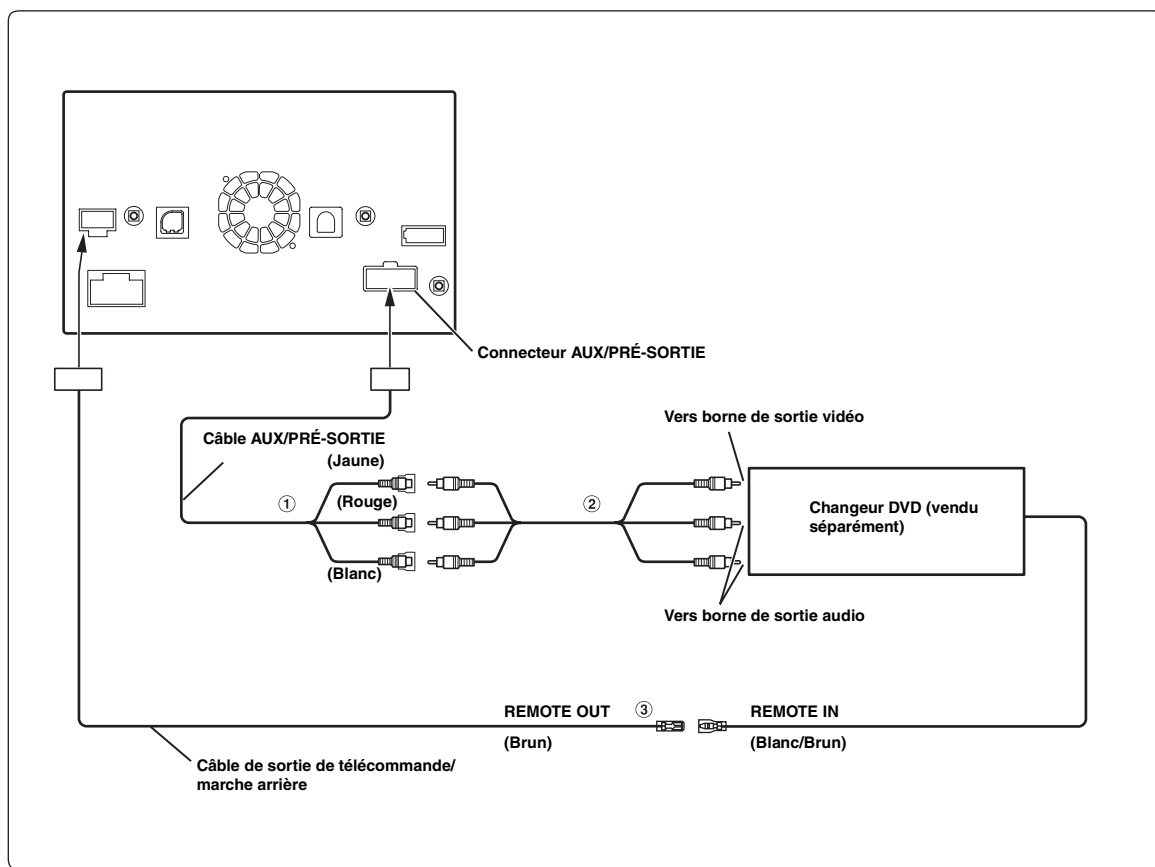 Connecteur AUX/PRÉ-SORTIE
Vers borne de sortie vidéo
Câble AUX/PRÉ-SORTIE
(Jaune)
(Rouge)
①
②
Changeur DVD (vendu
séparément)
(Blanc)
Vers borne de sortie audio
REMOTE OUT
③
REMOTE IN
(Brun)
(Blanc/Brun)
Câble de sortie de télécommande/
marche arrière